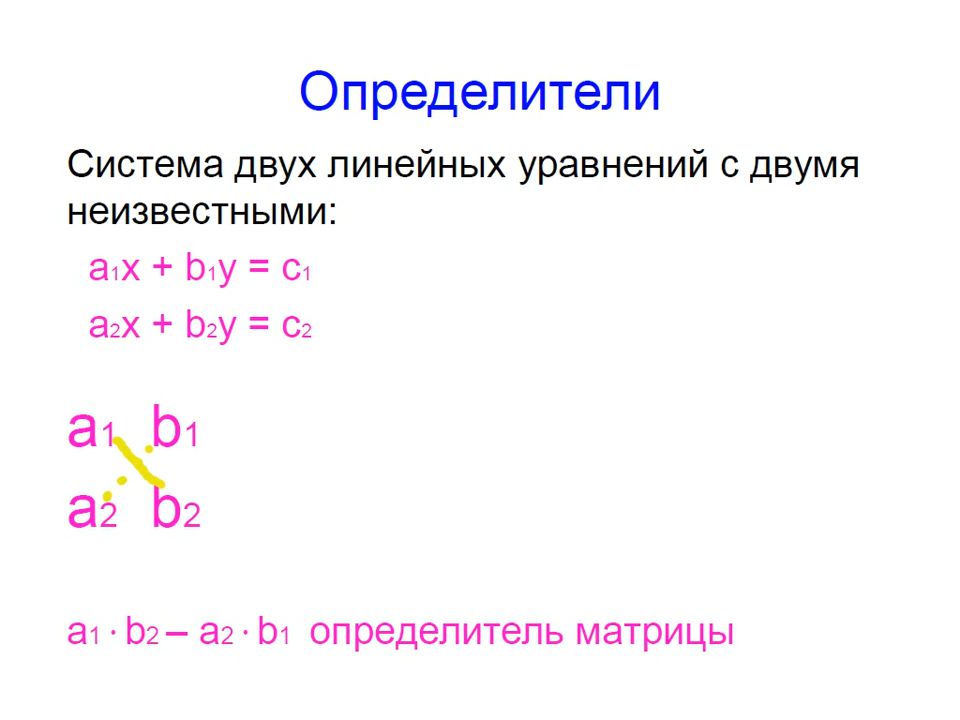 Определители
Система двух линейных уравнений с двумя
неизвестными:
a₁x + b₁y = c₁
a₂x + b₂y = c₂
a₁ b₁
a₂ b₂
a₁ · b₂ – a₂ · b₁ определитель матрицы